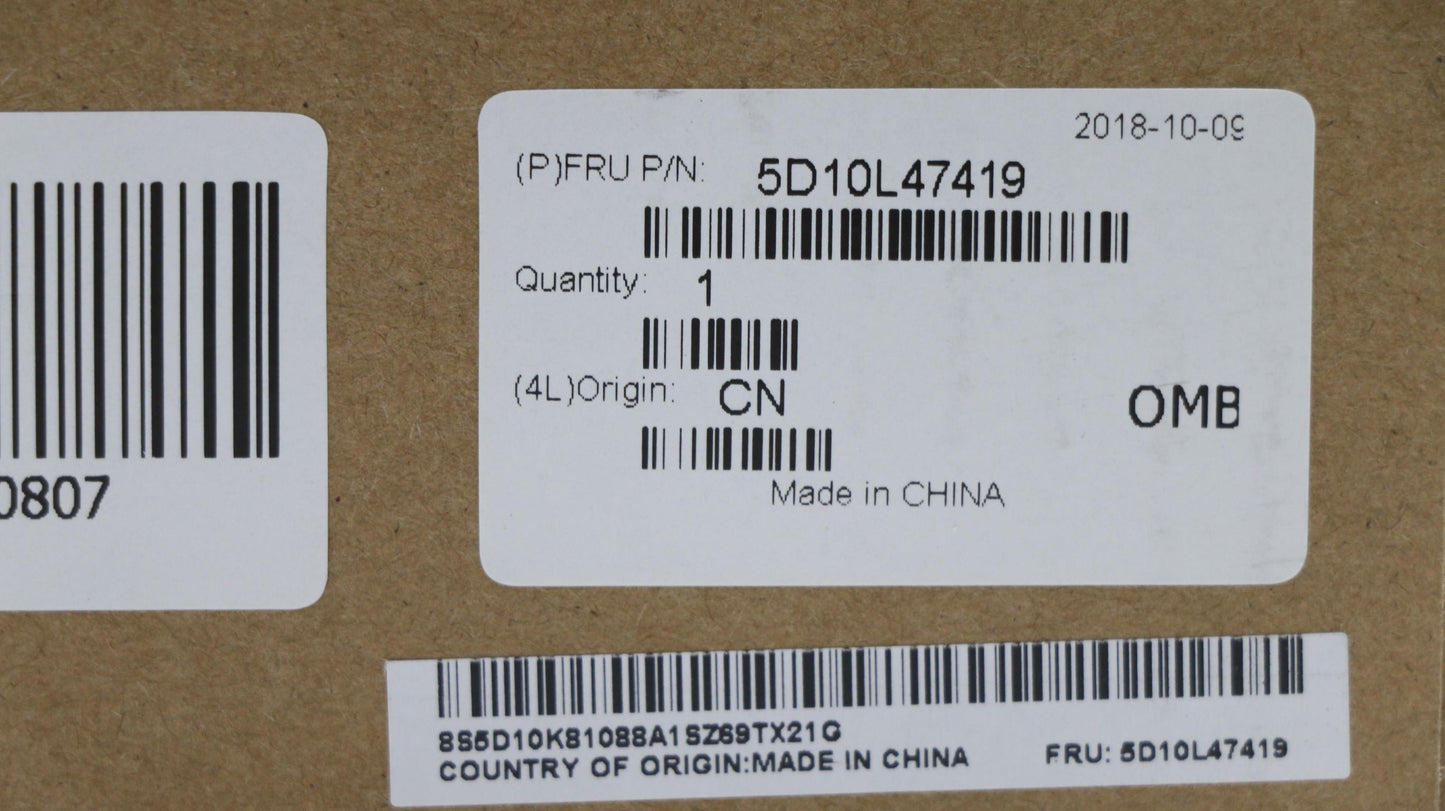 2018-10-09
(P)FRU P/N: 5D10L47419
Quantity: 1
(4L)Origin: CN
OMB
Made in CHINA
0807
8S5D10K81088A1SZ69TX21G
COUNTRY OF ORIGIN:MADE IN CHINA FRU: 5D10L47419